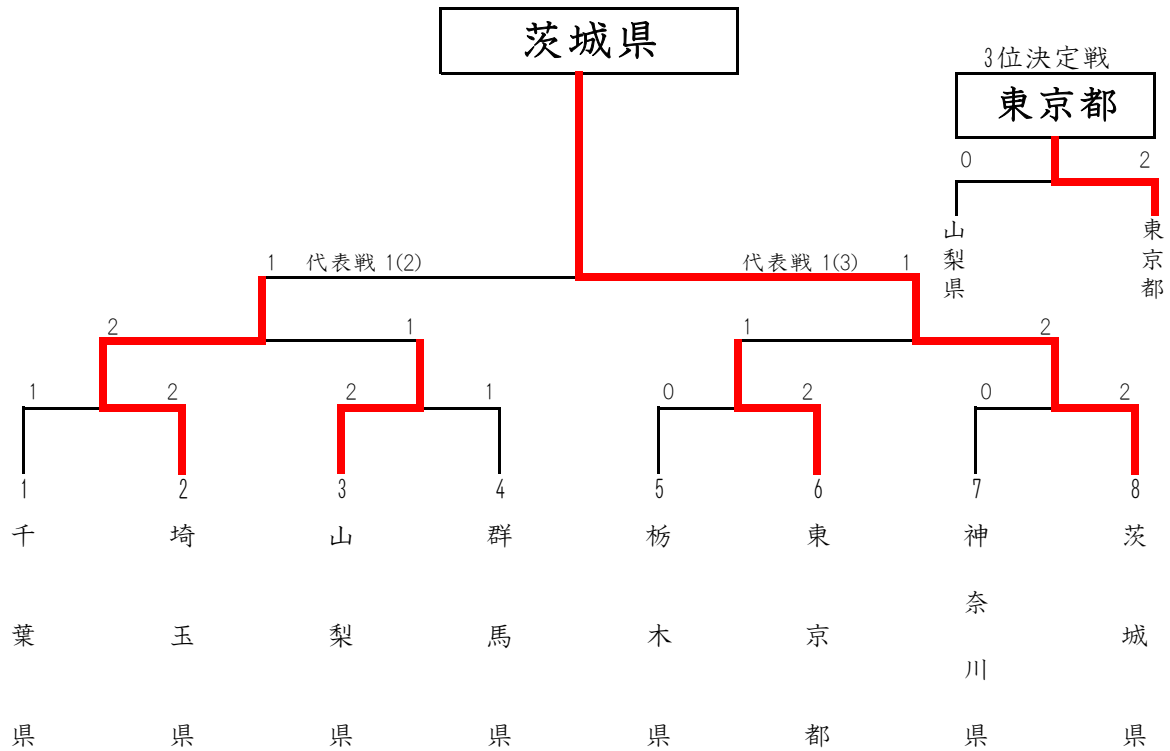 茨城県
3位決定戦
東京都
0 2
山梨県
東京都
1 代表戦 1(2) 代表戦 1(3) 1
2 1 1 2
1 2 2 1 0 2 0 2
1 2 3 4 5 6 7 8
千葉県
埼玉県
山梨県
群馬県
栃木県
東京都
神奈川県
茨城県